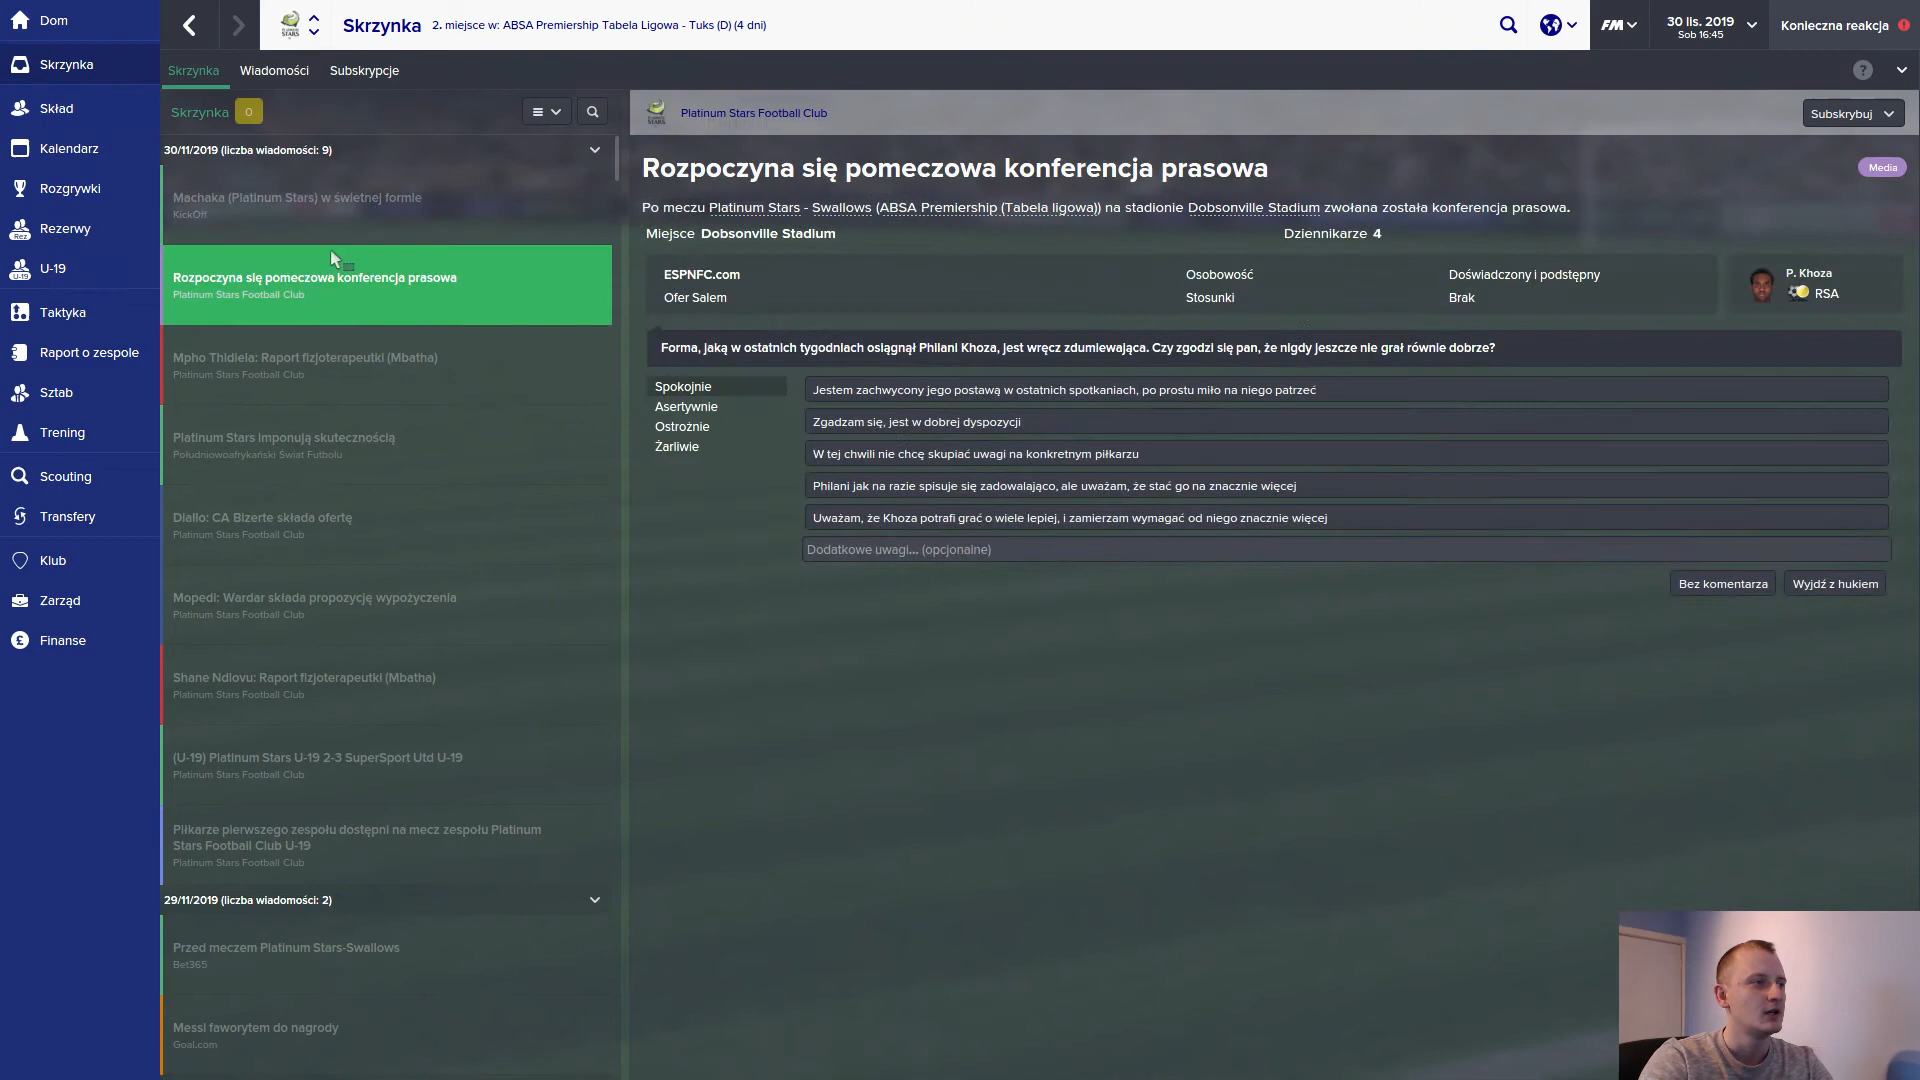 Dom
Skrzynka
Skład
Kalendarz
Rozgrywki
Rezerwy
U-19
Taktyka
Raport o zespole
Sztab
Trening
Scouting
Transfery
Klub
Zarząd
Finanse
Skrzynka
2. miejsce w: ABSA Premiership Tabela Ligowa - Tuks (D) (4 dni)
FM
30 lis. 2019
Sob 16:45
Konieczna reakcja
Skrzynka
Wiadomości
Subskrypcje
Skrzynka 0
30/11/2019 (liczba wiadomości: 9)
Machaka (Platinum Stars) w świetnej formie
KickOff
Rozpoczyna się pomeczowa konferencja prasowa
Platinum Stars Football Club
Mpho Thidiela: Raport fizjoterapeutki (Mbatha)
Platinum Stars Football Club
Platinum Stars imponują skutecznością
Południowoafrykański Świat Futbolu
Diallo: CA Bizerte składa ofertę
Platinum Stars Football Club
Mopedi: Wardar składa propozycję wypożyczenia
Platinum Stars Football Club
Shane Ndlovu: Raport fizjoterapeutki (Mbatha)
Platinum Stars Football Club
(U-19) Platinum Stars U-19 2-3 SuperSport Utd U-19
Platinum Stars Football Club
Piłkarze pierwszego zespołu dostępni na mecz zespołu Platinum
Stars Football Club U-19
Platinum Stars Football Club
29/11/2019 (liczba wiadomości: 2)
Przed meczem Platinum Stars-Swallows
Bet365
Messi faworytem do nagrody
Goal.com
Platinum Stars Football Club
Subskrybuj
Rozpoczyna się pomeczowa konferencja prasowa
Media
Po meczu Platinum Stars - Swallows (ABSA Premiership (Tabela ligowa)) na stadionie Dobsonville Stadium zwołana została konferencja prasowa.
Miejsce Dobsonville Stadium
Dziennikarze 4
ESPNFC.com
Osobowość
Doświadczony i podstępny
Ofer Salem
Stosunki
Brak
P. Khoza
RSA
Forma, jaką w ostatnich tygodniach osiągnął Philani Khoza, jest wręcz zdumiewająca. Czy zgodzi się pan, że nigdy jeszcze nie grał równie dobrze?
Spokojnie
Asertywnie
Ostrożnie
Żarliwie
Jestem zachwycony jego postawą w ostatnich spotkaniach, po prostu miło na niego patrzeć
Zgadzam się, jest w dobrej dyspozycji
W tej chwili nie chcę skupiać uwagi na konkretnym piłkarzu
Philani jak na razie spisuje się zadowalająco, ale uważam, że stać go na znacznie więcej
Uważam, że Khoza potrafi grać o wiele lepiej, i zamierzam wymagać od niego znacznie więcej
Dodatkowe uwagi... (opcjonalne)
Bez komentarza
Wyjdź z hukiem